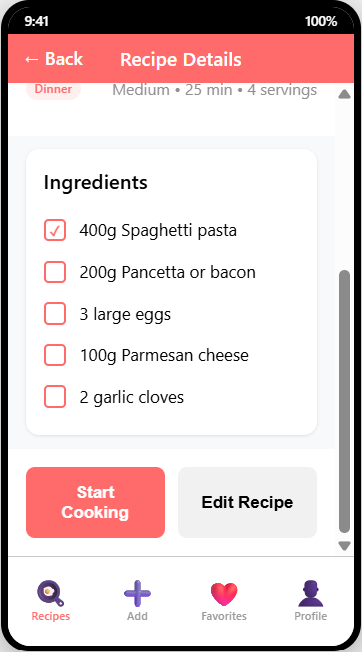 9:41 100%
← Back Recipe Details
Dinner Medium • 25 min • 4 servings
Ingredients
400g Spaghetti pasta
200g Pancetta or bacon
3 large eggs
100g Parmesan cheese
2 garlic cloves
Start
Cooking
Edit Recipe
Recipes Add Favorites Profile